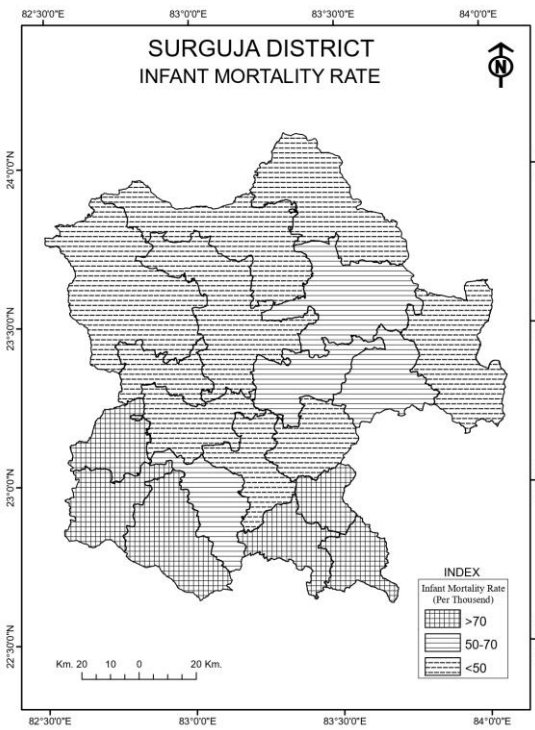 82°30'0"E 83°0'0"E 83°30'0"E 84°0'0"E
SURGUJA DISTRICT
INFANT MORTALITY RATE
N
24°0'0"N
23°30'0"N
23°0'0"N
22°30'0"N
INDEX
Infant Mortality Rate
(Per Thousend)
>70
50-70
<50
Km. 20 10 0 20 Km.
82°30'0"E 83°0'0"E 83°30'0"E 84°0'0"E